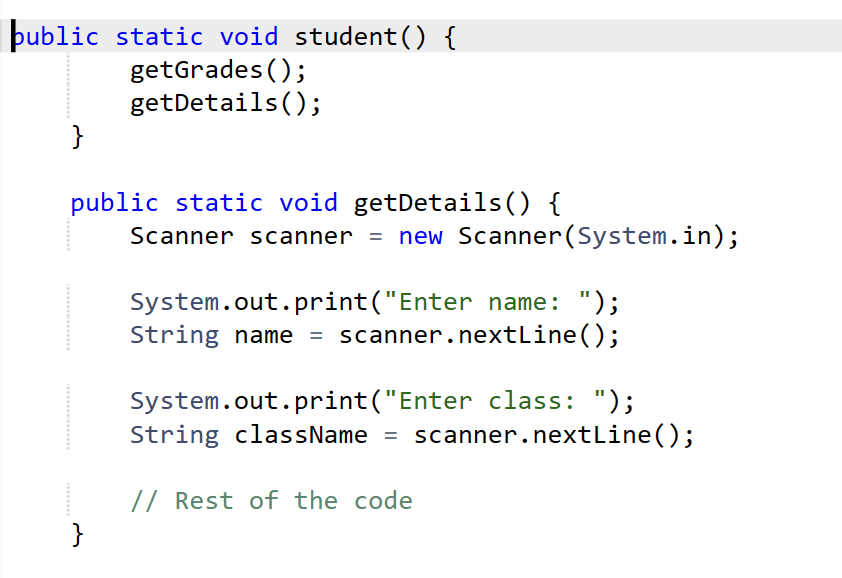 public static void student() {
getGrades();
getDetails();
}
public static void getDetails() {
Scanner scanner = new Scanner(System.in);
System.out.print("Enter name: ");
String name = scanner.nextLine();
System.out.print("Enter class: ");
String className = scanner.nextLine();
// Rest of the code
}